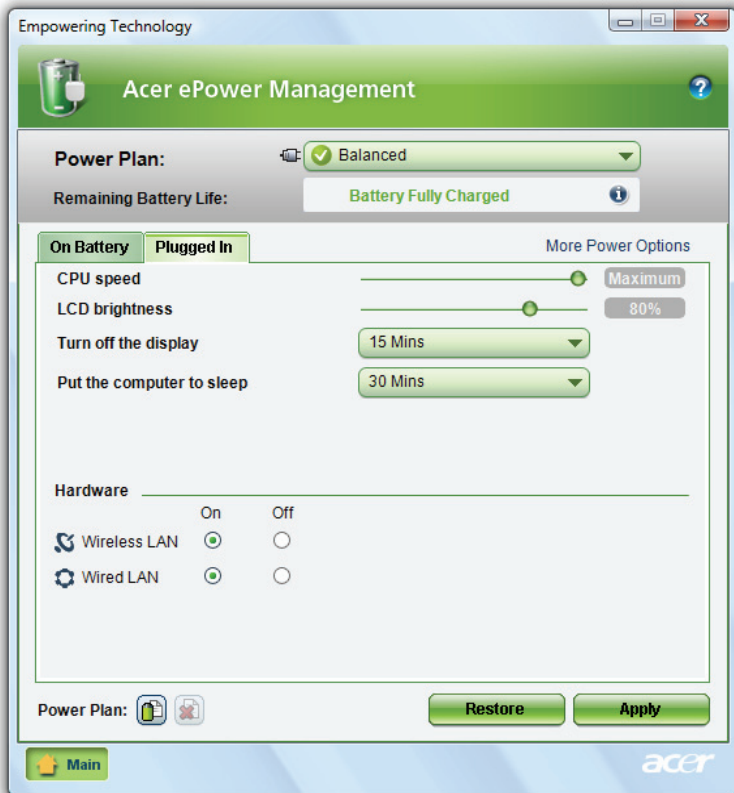 Empowering Technology
Acer ePower Management
Power Plan: Balanced
Remaining Battery Life: Battery Fully Charged
On Battery Plugged In More Power Options
CPU speed Maximum
LCD brightness 80%
Turn off the display 15 Mins
Put the computer to sleep 30 Mins
Hardware
On Off
Wireless LAN
Wired LAN
Power Plan: Restore Apply
Main acer